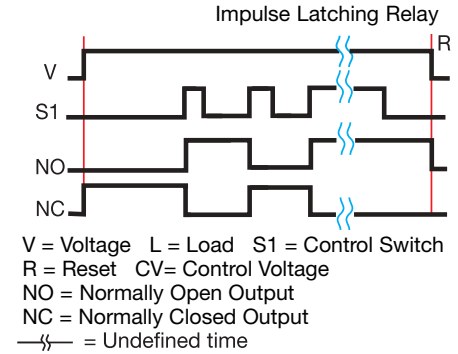 Impulse Latching Relay
R
V
S1
NO
NC
V = Voltage L = Load S1 = Control Switch
R = Reset CV= Control Voltage
NO = Normally Open Output
NC = Normally Closed Output
= Undefined time